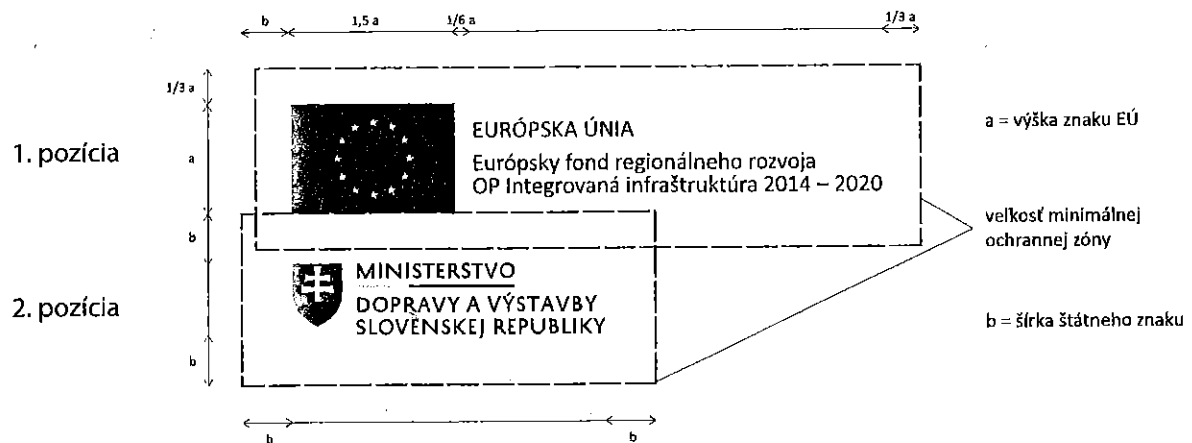 b 1,5 a 1/6 a 1/3 a
1/3 a
1. pozícia
a
EURÓPSKA ÚNIA
Európsky fond regionálneho rozvoja
OP Integrovaná infraštruktúra 2014 – 2020
a = výška znaku EÚ
b
veľkosť minimálnej
ochrannej zóny
2. pozícia
MINISTERSTVO
DOPRAVY A VÝSTAVBY
SLOVENSKEJ REPUBLIKY
b = šírka štátneho znaku
b
b b